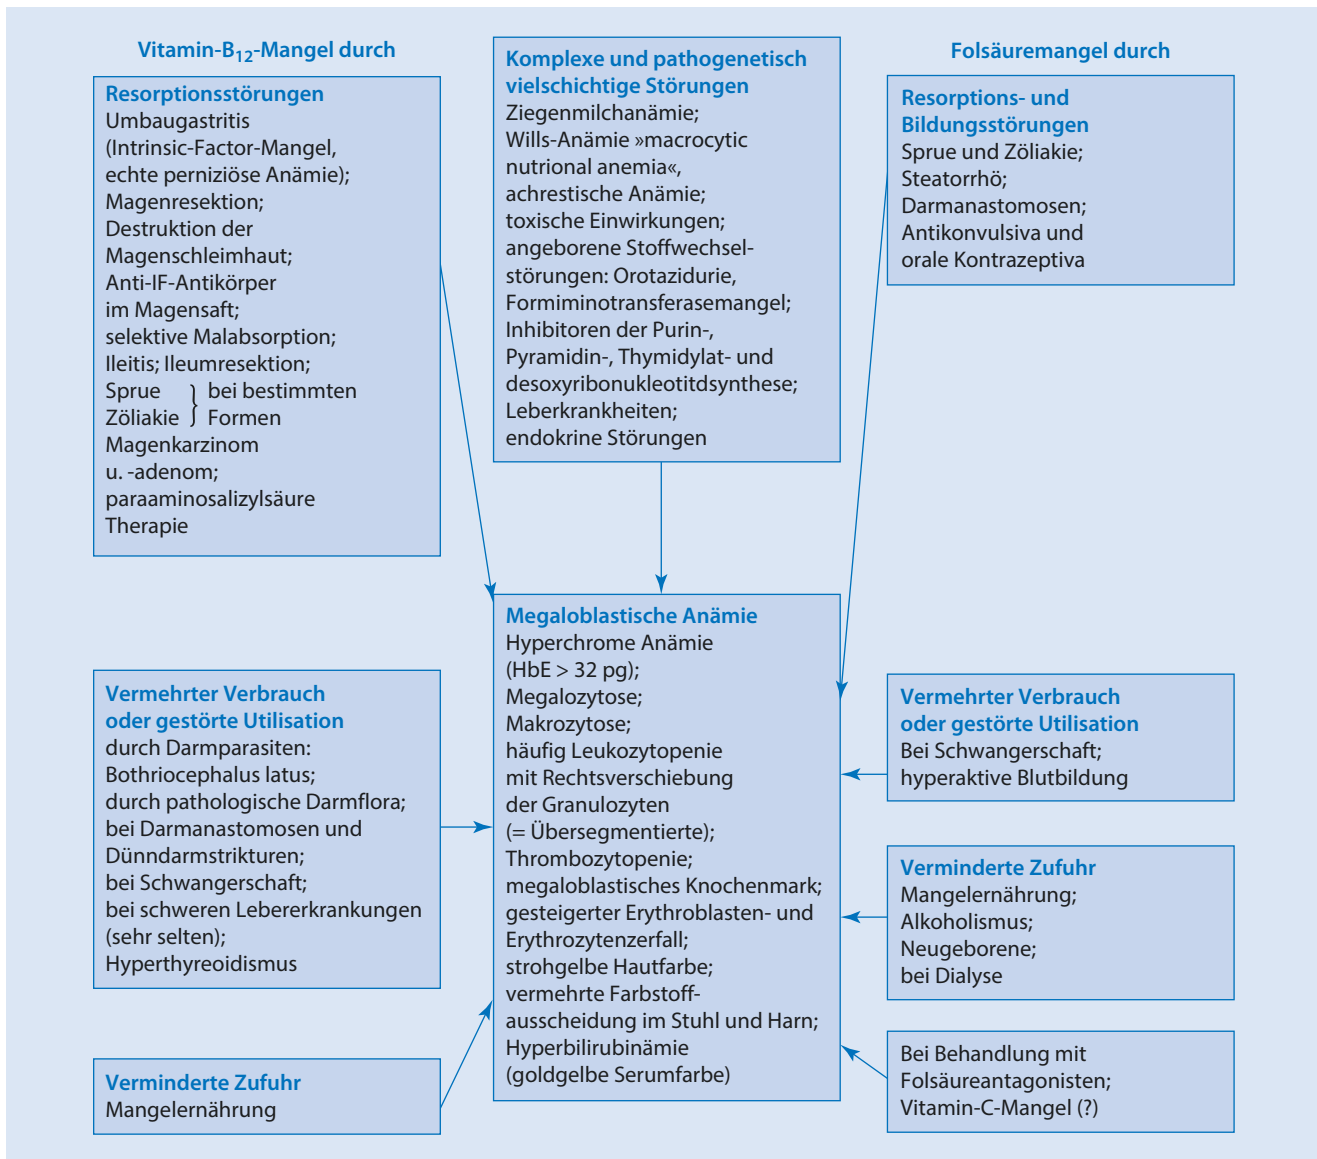 Vitamin-B12-Mangel durch
Resorptionsstörungen
Umbaugastritis
(Intrinsic-Factor-Mangel,
echte perniziöse Anämie);
Magenresektion;
Destruktion der
Magenschleimhaut;
Anti-IF-Antikörper
im Magensaft;
selektive Malabsorption;
Ileitis; Ileumresektion;
Sprue } bei bestimmten
Zöliakie } Formen
Magenkarzinom
u. -adenom;
paraaminosalizylsäure
Therapie
Vermehrter Verbrauch
oder gestörte Utilisation
durch Darmparasiten:
Bothriocephalus latus;
durch pathologische Darmflora;
bei Darmanastomosen und
Dünndarmstrikturen;
bei Schwangerschaft;
bei schweren Lebererkrankungen
(sehr selten);
Hyperthyreoidismus
Verminderte Zufuhr
Mangelernährung
Komplexe und pathogenetisch
vielschichtige Störungen
Ziegenmilchanämie;
Wills-Anämie »macrocytic
nutrional anemia«,
achrestische Anämie;
toxische Einwirkungen;
angeborene Stoffwechsel-
störungen: Orotazidurie,
Formiminotransferasemangel;
Inhibitoren der Purin-,
Pyramidin-, Thymidylat- und
desoxyribonukleotitdsynthese;
Leberkrankheiten;
endokrine Störungen
Megaloblastische Anämie
Hyperchrome Anämie
(HbE > 32 pg);
Megalozytose;
Makrozytose;
häufig Leukozytopenie
mit Rechtsverschiebung
der Granulozyten
(= Übersegmentierte);
Thrombozytopenie;
megaloblastisches Knochenmark;
gesteigerter Erythroblasten- und
Erythrozytenzerfall;
strohgelbe Hautfarbe;
vermehrte Farbstoff-
ausscheidung im Stuhl und Harn;
Hyperbilirubinämie
(goldgelbe Serumfarbe)
Folsäuremangel durch
Resorptions- und
Bildungsstörungen
Sprue und Zöliakie;
Steatorrhö;
Darmanastomosen;
Antikonvulsiva und
orale Kontrazeptiva
Vermehrter Verbrauch
oder gestörte Utilisation
Bei Schwangerschaft;
hyperaktive Blutbildung
Verminderte Zufuhr
Mangelernährung;
Alkoholismus;
Neugeborene;
bei Dialyse
Bei Behandlung mit
Folsäureantagonisten;
Vitamin-C-Mangel (?)